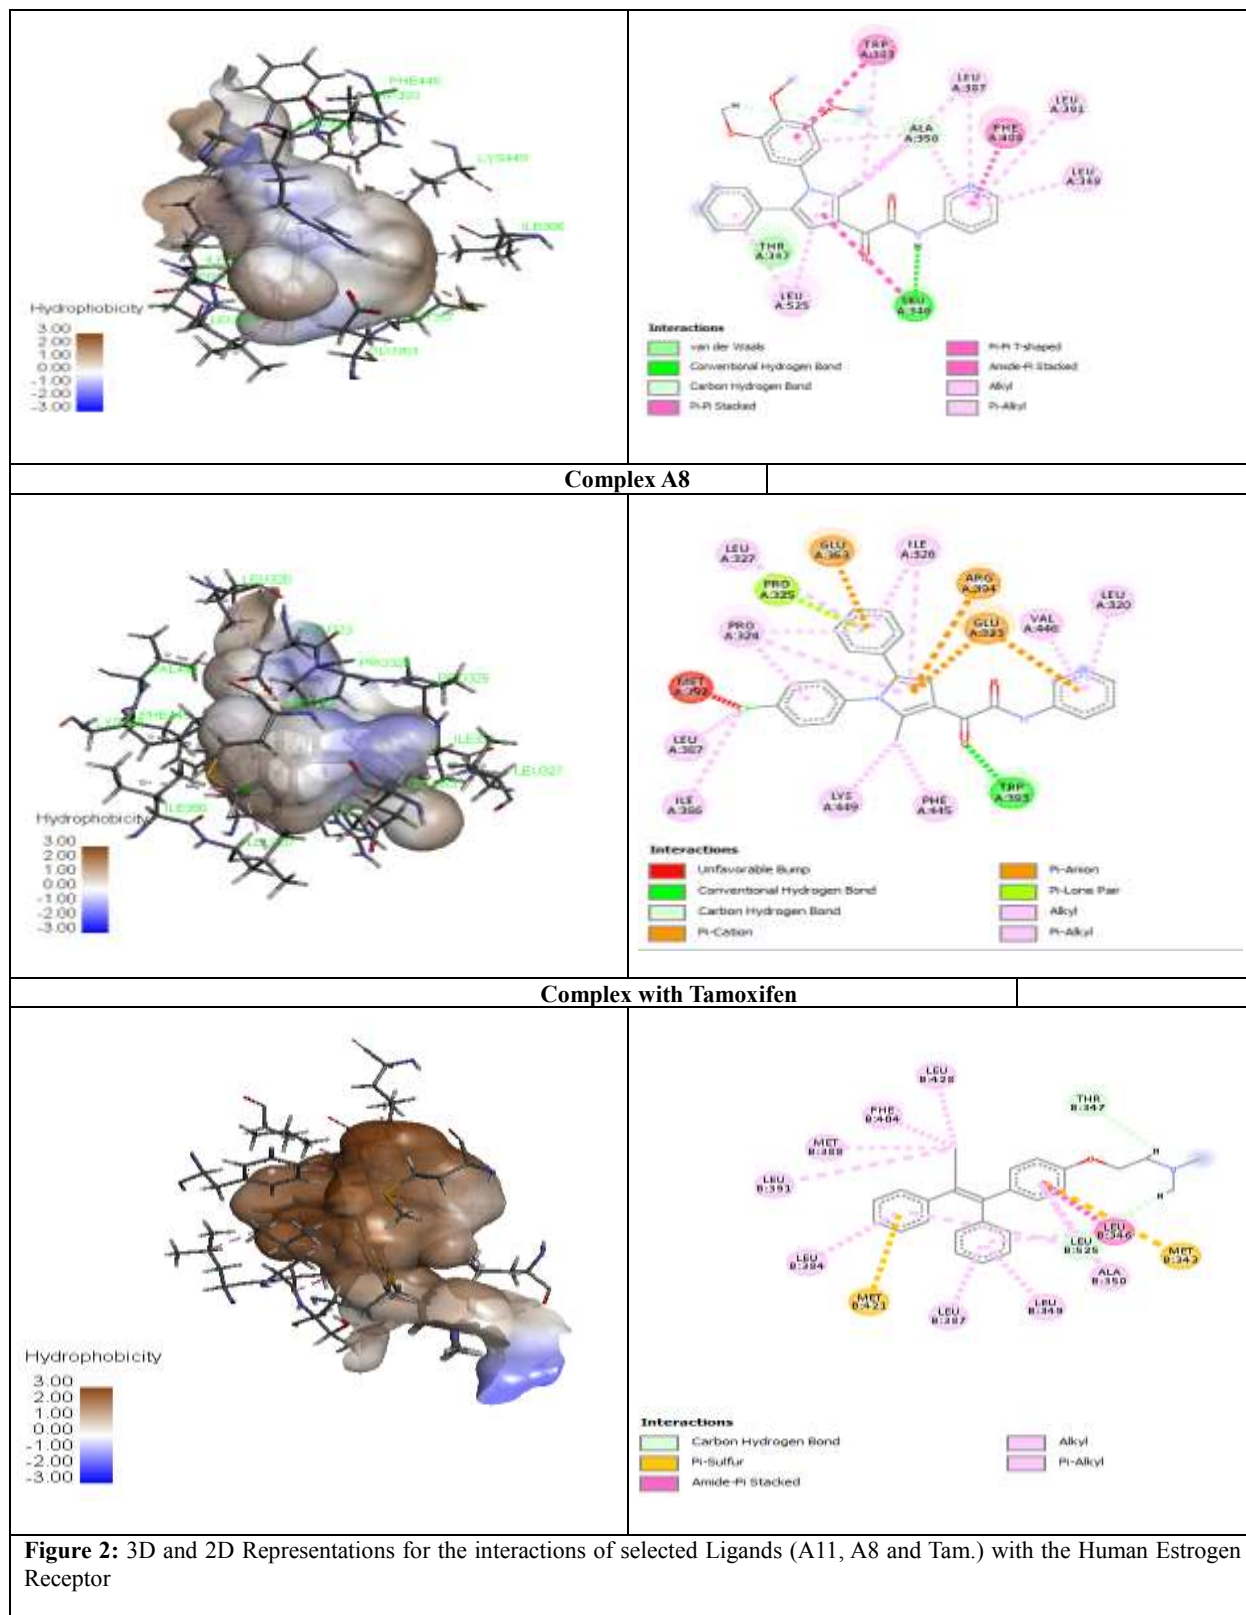 PHE445
LYS449
Hydrophobicity
3.00
2.00
1.00
0.00
-1.00
-2.00
-3.00
TRP
A:383
LEU
A:387
LEU
A:391
ALA
A:350
PHE
LEU
A:349
THR
A:347
LEU
A:525
Interactions
van der Waals
Conventional Hydrogen Bond
Carbon Hydrogen Bond
Pi-Pi Stacked
Pi-Pi T-shaped
Amide-Pi Stacked
Alkyl
Pi-Alkyl
Complex A8
LEU327
Hydrophobicity
3.00
2.00
1.00
0.00
-1.00
-2.00
-3.00
LEU
A:327
GLU
A:353
ILE
A:326
PRO
A:325
ARG
A:394
LEU
A:320
PRO
A:324
GLU
A:323
VAL
A:446
MET
A:392
LEU
A:387
ILE
A:386
LYS
A:449
PHE
A:445
TRP
A:393
Interactions
Unfavorable Bump
Conventional Hydrogen Bond
Carbon Hydrogen Bond
Pi-Cation
Pi-Anion
Pi-Lone Pair
Alkyl
Pi-Alkyl
Complex with Tamoxifen
Hydrophobicity
3.00
2.00
1.00
0.00
-1.00
-2.00
-3.00
LEU
B:428
THR
B:347
PHE
B:404
MET
B:388
LEU
B:391
LEU
B:384
MET
B:421
LEU
B:387
LEU
B:349
LEU
B:525
LEU
B:346
ALA
B:350
MET
B:343
Interactions
Carbon Hydrogen Bond
Pi-Sulfur
Amide-Pi Stacked
Alkyl
Pi-Alkyl
Figure 2: 3D and 2D Representations for the interactions of selected Ligands (A11, A8 and Tam.) with the Human Estrogen
Receptor